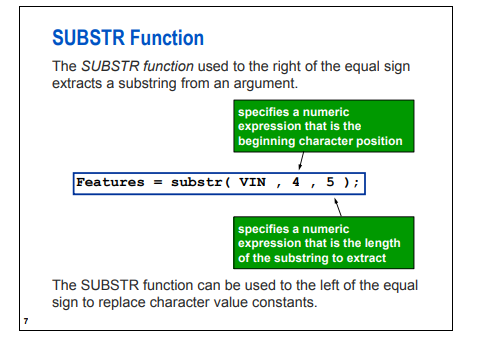 SUBSTR Function
The SUBSTR function used to the right of the equal sign
extracts a substring from an argument.
specifies a numeric
expression that is the
beginning character position
Features = substr( VIN , 4 , 5 );
specifies a numeric
expression that is the length
of the substring to extract
The SUBSTR function can be used to the left of the equal
sign to replace character value constants.
7